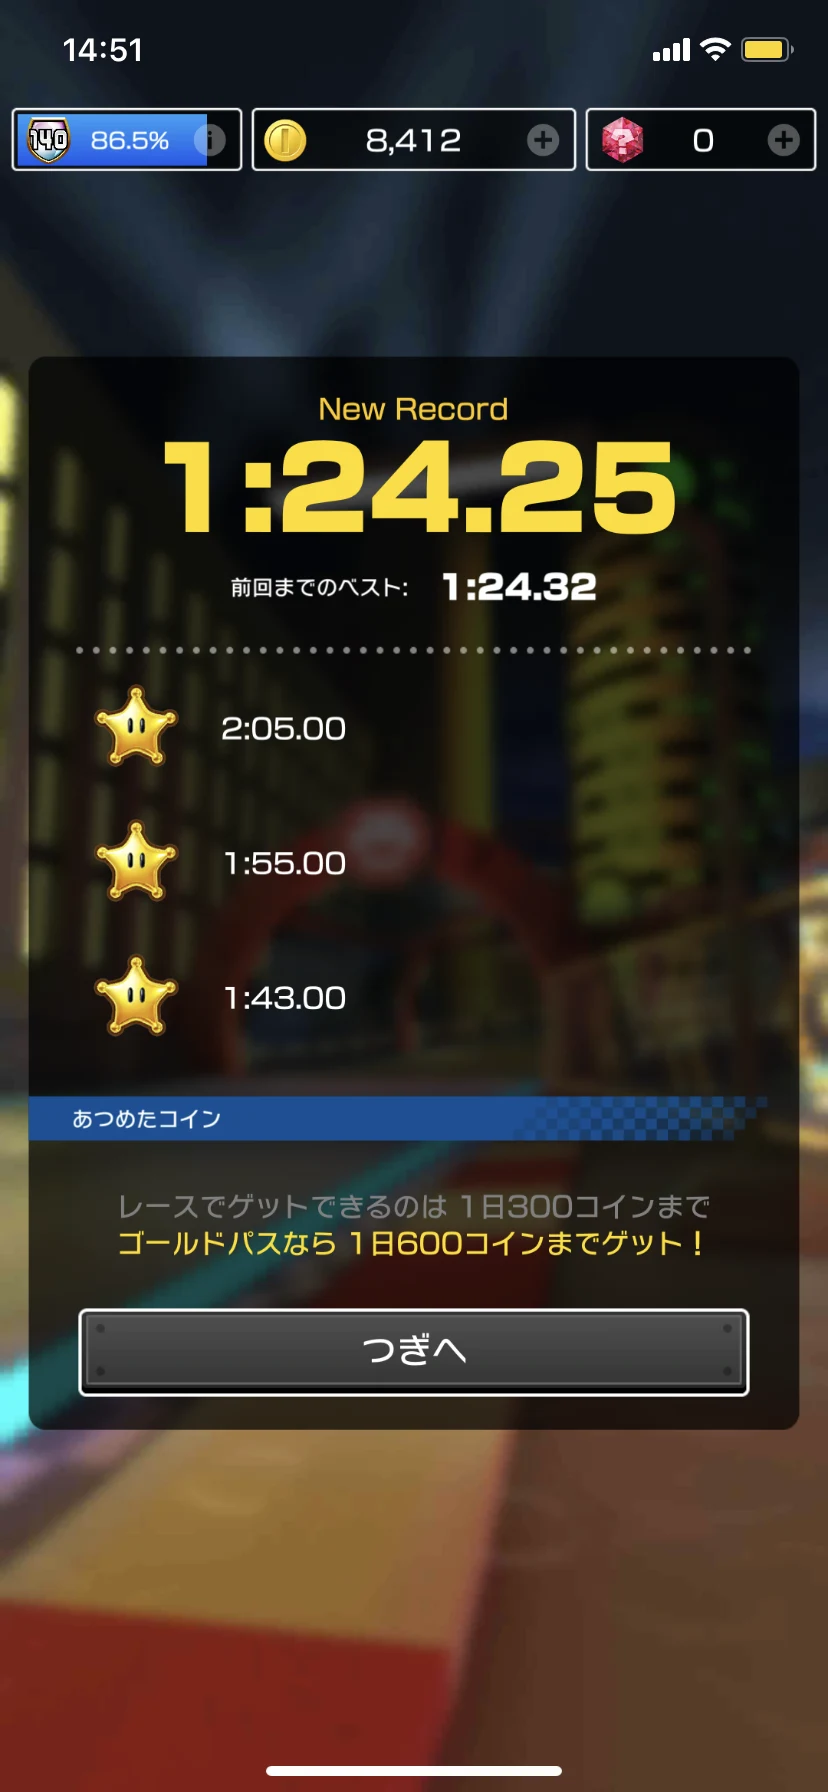 14:51
140 86.5% i 8,412 + ? 0 +
New Record
1:24.25
前回までのベスト: 1:24.32
2:05.00
1:55.00
1:43.00
あつめたコイン
レースでゲットできるのは 1日300コインまで
ゴールドパスなら 1日600コインまでゲット！
つぎへ